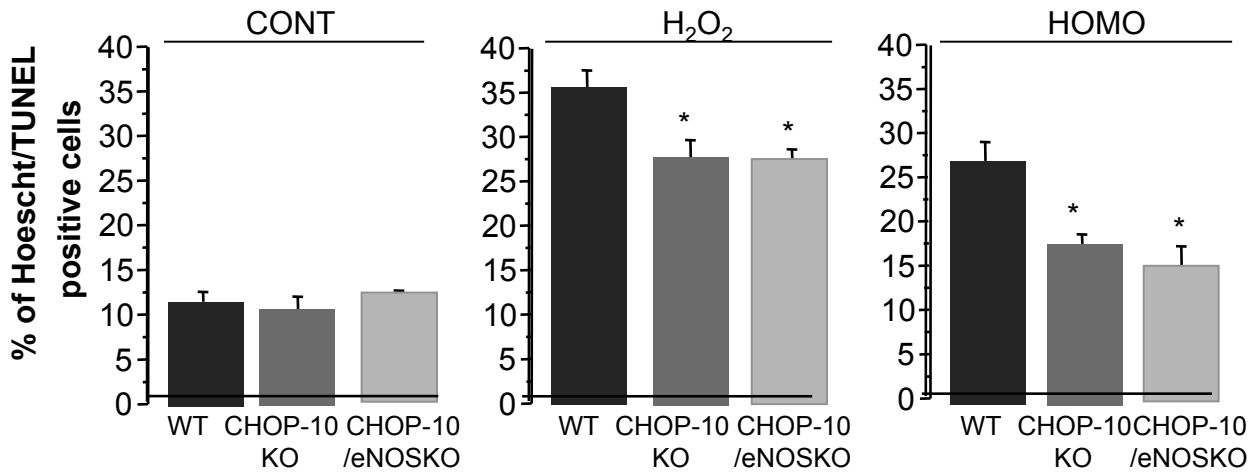 CONT
H₂O₂
HOMO
% of Hoescht/TUNEL
positive cells
40
35
30
25
20
15
10
5
0
40
35
30
25
20
15
10
5
0
40
35
30
25
20
15
10
5
0
*
*
*
*
WT CHOP-10 CHOP-10
KO /eNOSKO
WT CHOP-10 CHOP-10
KO /eNOSKO
WT CHOP-10 CHOP-10
KO /eNOSKO